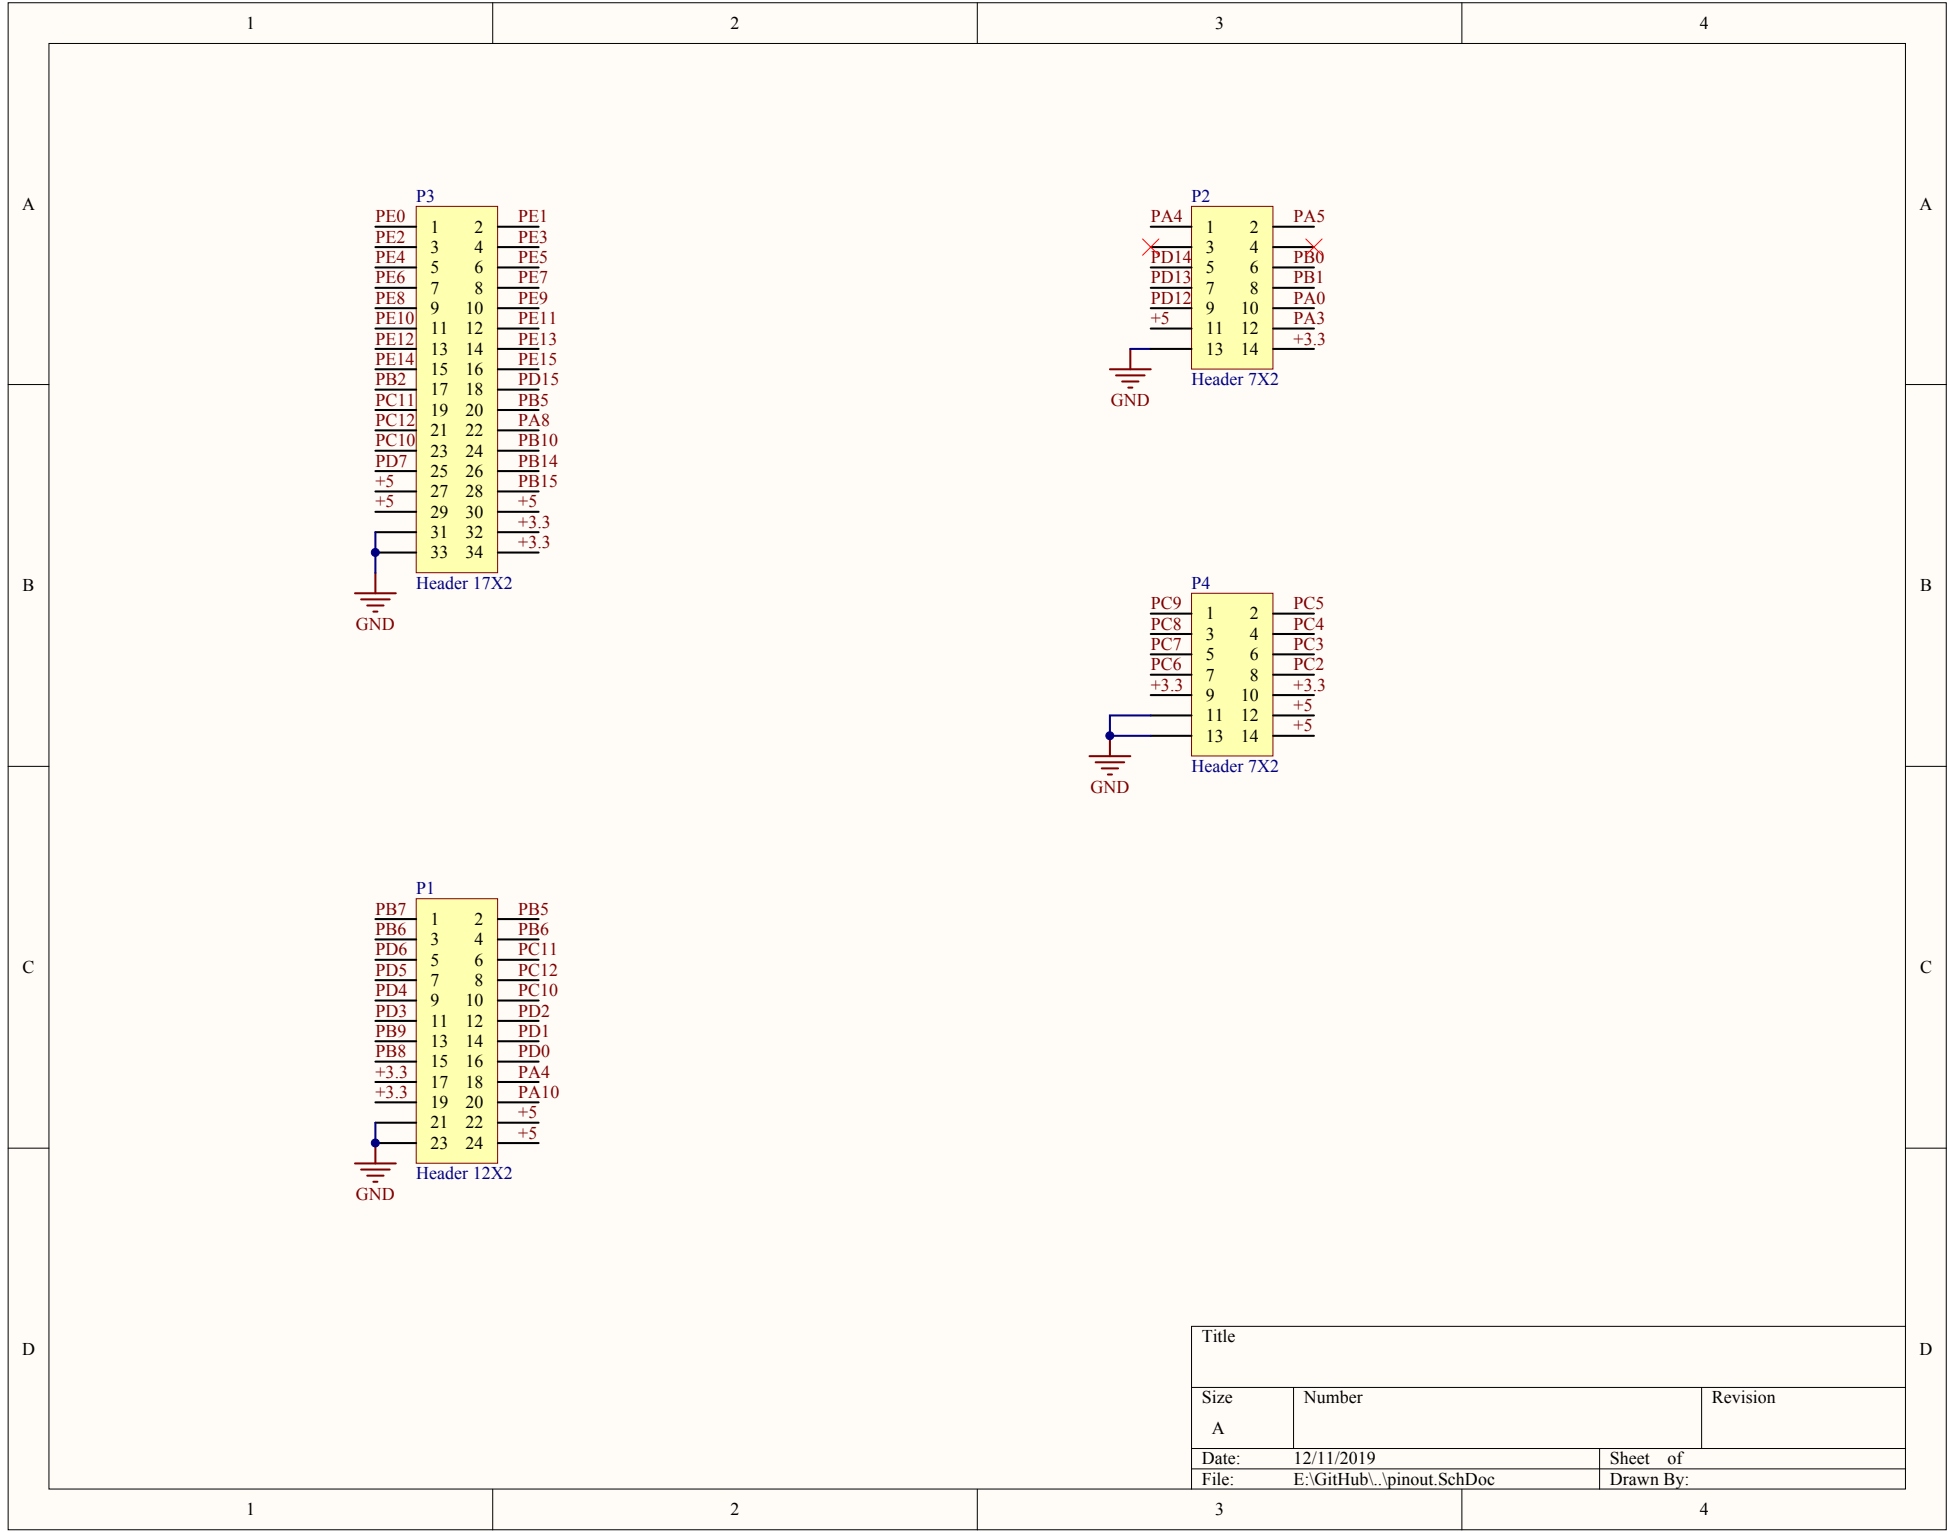 1 2 3 4
A A
P3
PE0 1 2 PE1
PE2 3 4 PE3
PE4 5 6 PE5
PE6 7 8 PE7
PE8 9 10 PE9
PE10 11 12 PE11
PE12 13 14 PE13
PE14 15 16 PE15
PB2 17 18 PD15
PC11 19 20 PB5
PC12 21 22 PA8
PC10 23 24 PB10
PD7 25 26 PB14
+5 27 28 PB15
+5 29 30 +5
31 32 +3.3
33 34 +3.3
Header 17X2
GND
P2
PA4 1 2 PA5
3 4
PD14 5 6 PB0
PD13 7 8 PB1
PD12 9 10 PA0
+5 11 12 PA3
13 14 +3.3
Header 7X2
GND
B B
P4
PC9 1 2 PC5
PC8 3 4 PC4
PC7 5 6 PC3
PC6 7 8 PC2
+3.3 9 10 +3.3
11 12 +5
13 14 +5
Header 7X2
GND
C C
P1
PB7 1 2 PB5
PB6 3 4 PB6
PD6 5 6 PC11
PD5 7 8 PC12
PD4 9 10 PC10
PD3 11 12 PD2
PB9 13 14 PD1
PB8 15 16 PD0
+3.3 17 18 PA4
+3.3 19 20 PA10
21 22 +5
23 24 +5
Header 12X2
GND
D D
Title
Size Number Revision
A
Date: 12/11/2019 Sheet of
File: E:\GitHub\..\pinout.SchDoc Drawn By:
1 2 3 4